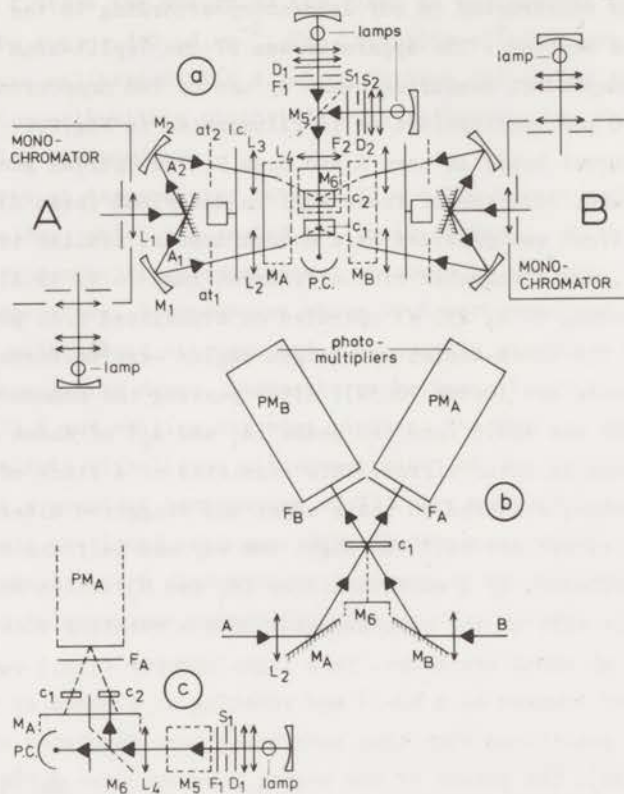 lamps
lamp
a
D1
F1
S1 S2
M5
MONO-
CHROMATOR
M2
at2 l.c.
L3
L4
F2
D2
A2
M6
c2
A
L1
c1
B
A1
M1
at1
L2
MA
P.C.
MB
MONO-
CHROMATOR
lamp
photo-
multipliers
PMB
PMA
b
FB
FA
c1
PMA
M6
A
B
MA
MB
L2
FA
c1
c2
c
MA
S1
P.C.
M6
L4
M5
F1
D1
lamp